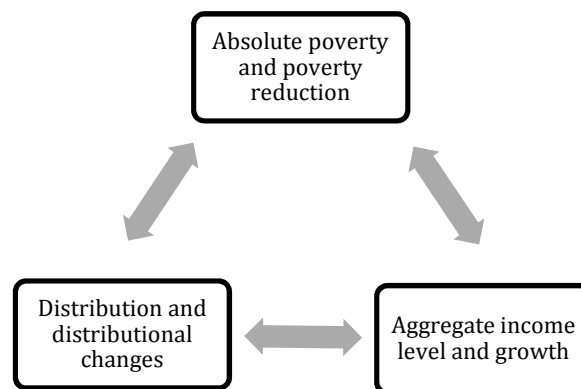 Absolute poverty
and poverty
reduction
Distribution and
distributional
changes
Aggregate income
level and growth